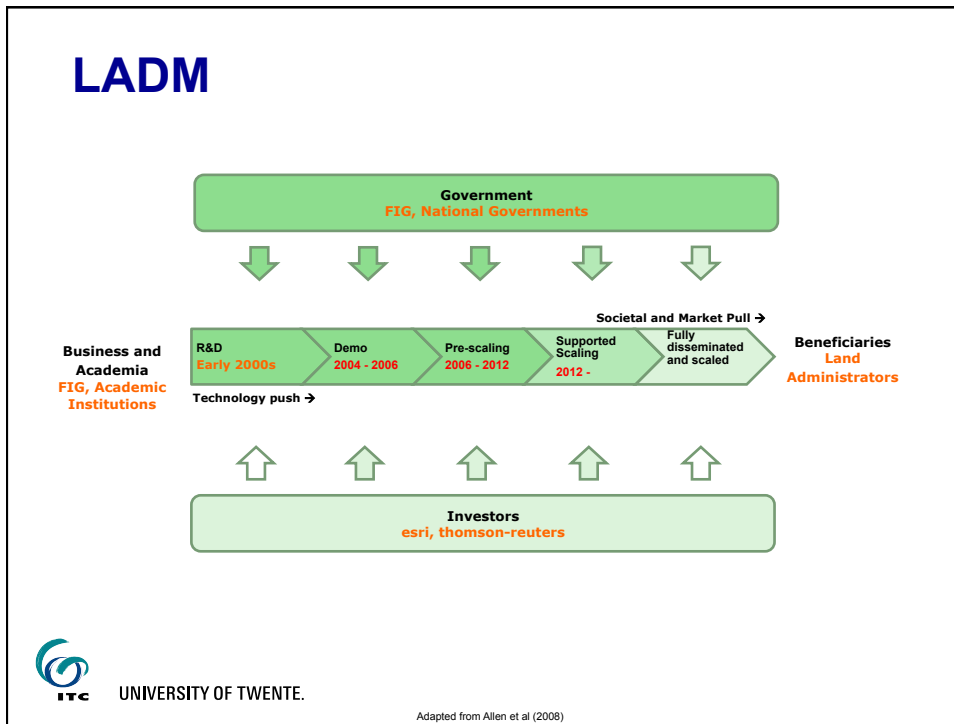 LADM
Government
FIG, National Governments
Societal and Market Pull →
Business and
Academia
FIG, Academic
Institutions
R&D
Early 2000s
Demo
2004 - 2006
Pre-scaling
2006 - 2012
Supported
Scaling
2012 -
Fully
disseminated
and scaled
Beneficiaries
Land
Administrators
Technology push →
Investors
esri, thomson-reuters
ITC
UNIVERSITY OF TWENTE.
Adapted from Allen et al (2008)